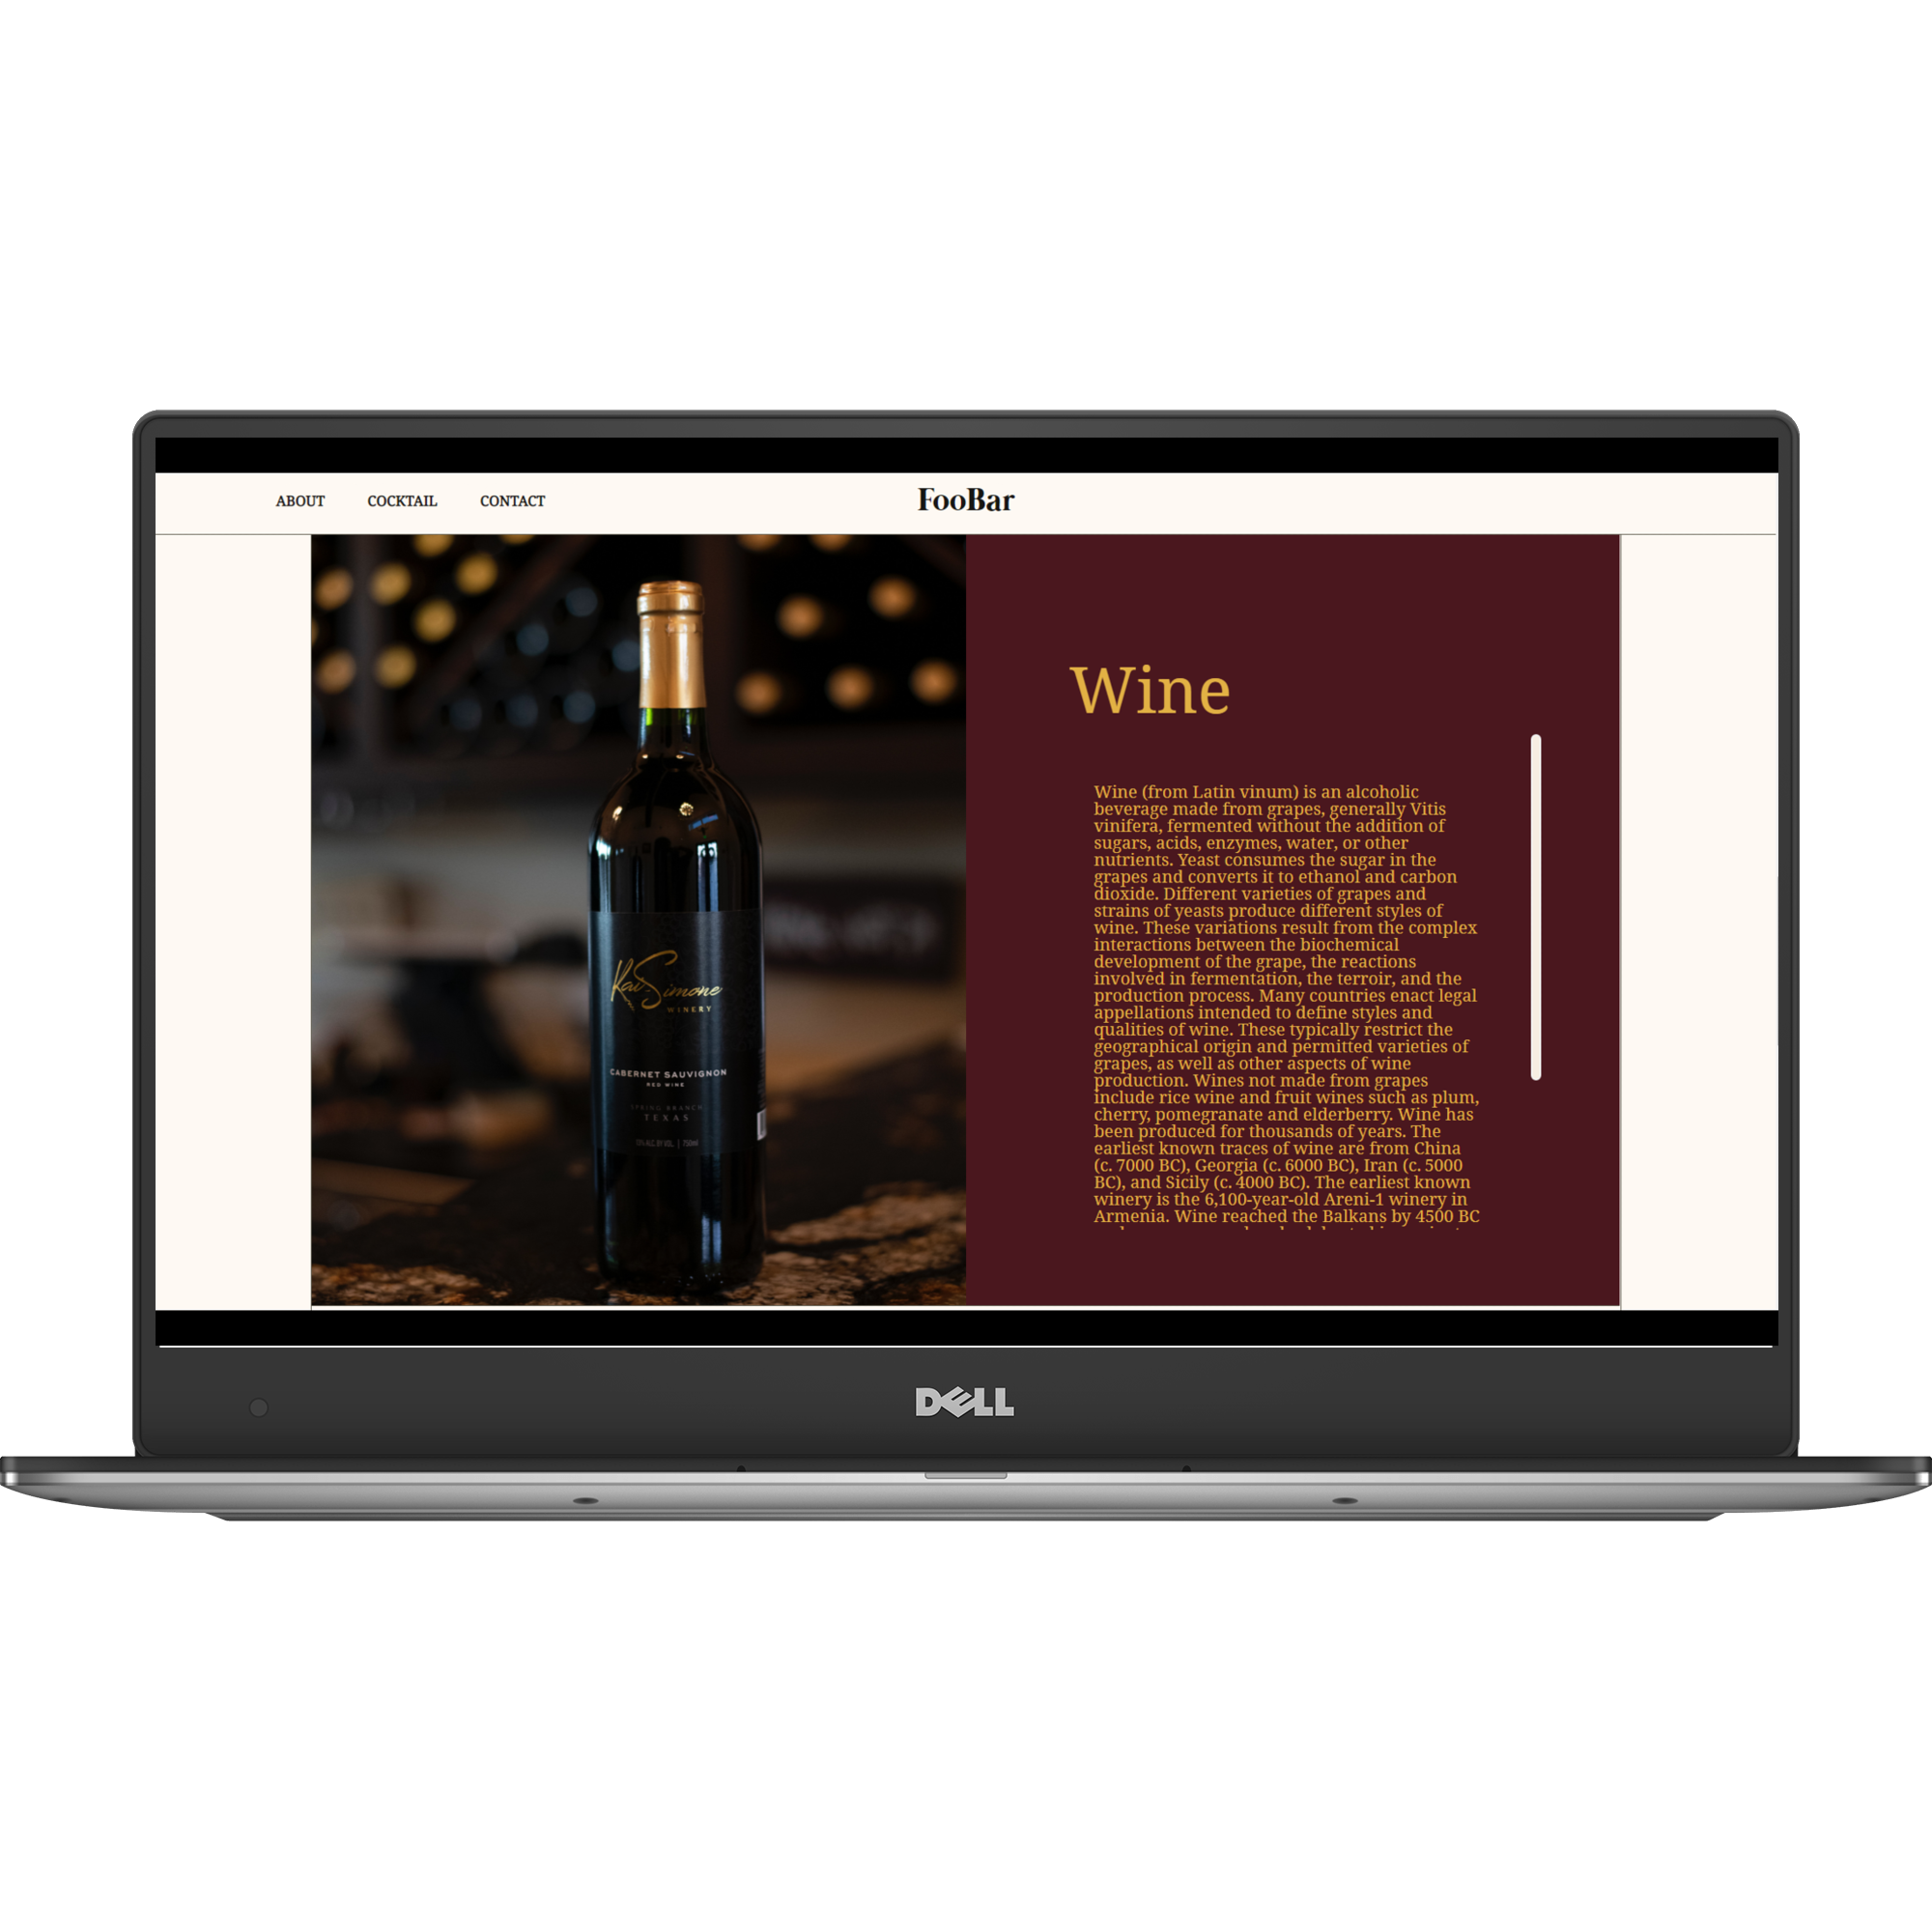 ABOUT COCKTAIL CONTACT FooBar
Kai-Simone
WINERY
CABERNET SAUVIGNON
RED WINE
SPRING BRANCH
TEXAS
750ml
Wine
Wine (from Latin vinum) is an alcoholic
beverage made from grapes, generally Vitis
vinifera, fermented without the addition of
sugars, acids, enzymes, water, or other
nutrients. Yeast consumes the sugar in the
grapes and converts it to ethanol and carbon
dioxide. Different varieties of grapes and
strains of yeasts produce different styles of
wine. These variations result from the complex
interactions between the biochemical
development of the grape, the reactions
involved in fermentation, the terroir, and the
production process. Many countries enact legal
appellations intended to define styles and
qualities of wine. These typically restrict the
geographical origin and permitted varieties of
grapes, as well as other aspects of wine
production. Wines not made from grapes
include rice wine and fruit wines such as plum,
cherry, pomegranate and elderberry. Wine has
been produced for thousands of years. The
earliest known traces of wine are from China
(c. 7000 BC), Georgia (c. 6000 BC), Iran (c. 5000
BC), and Sicily (c. 4000 BC). The earliest known
winery is the 6,100-year-old Areni-1 winery in
Armenia. Wine reached the Balkans by 4500 BC
DELL